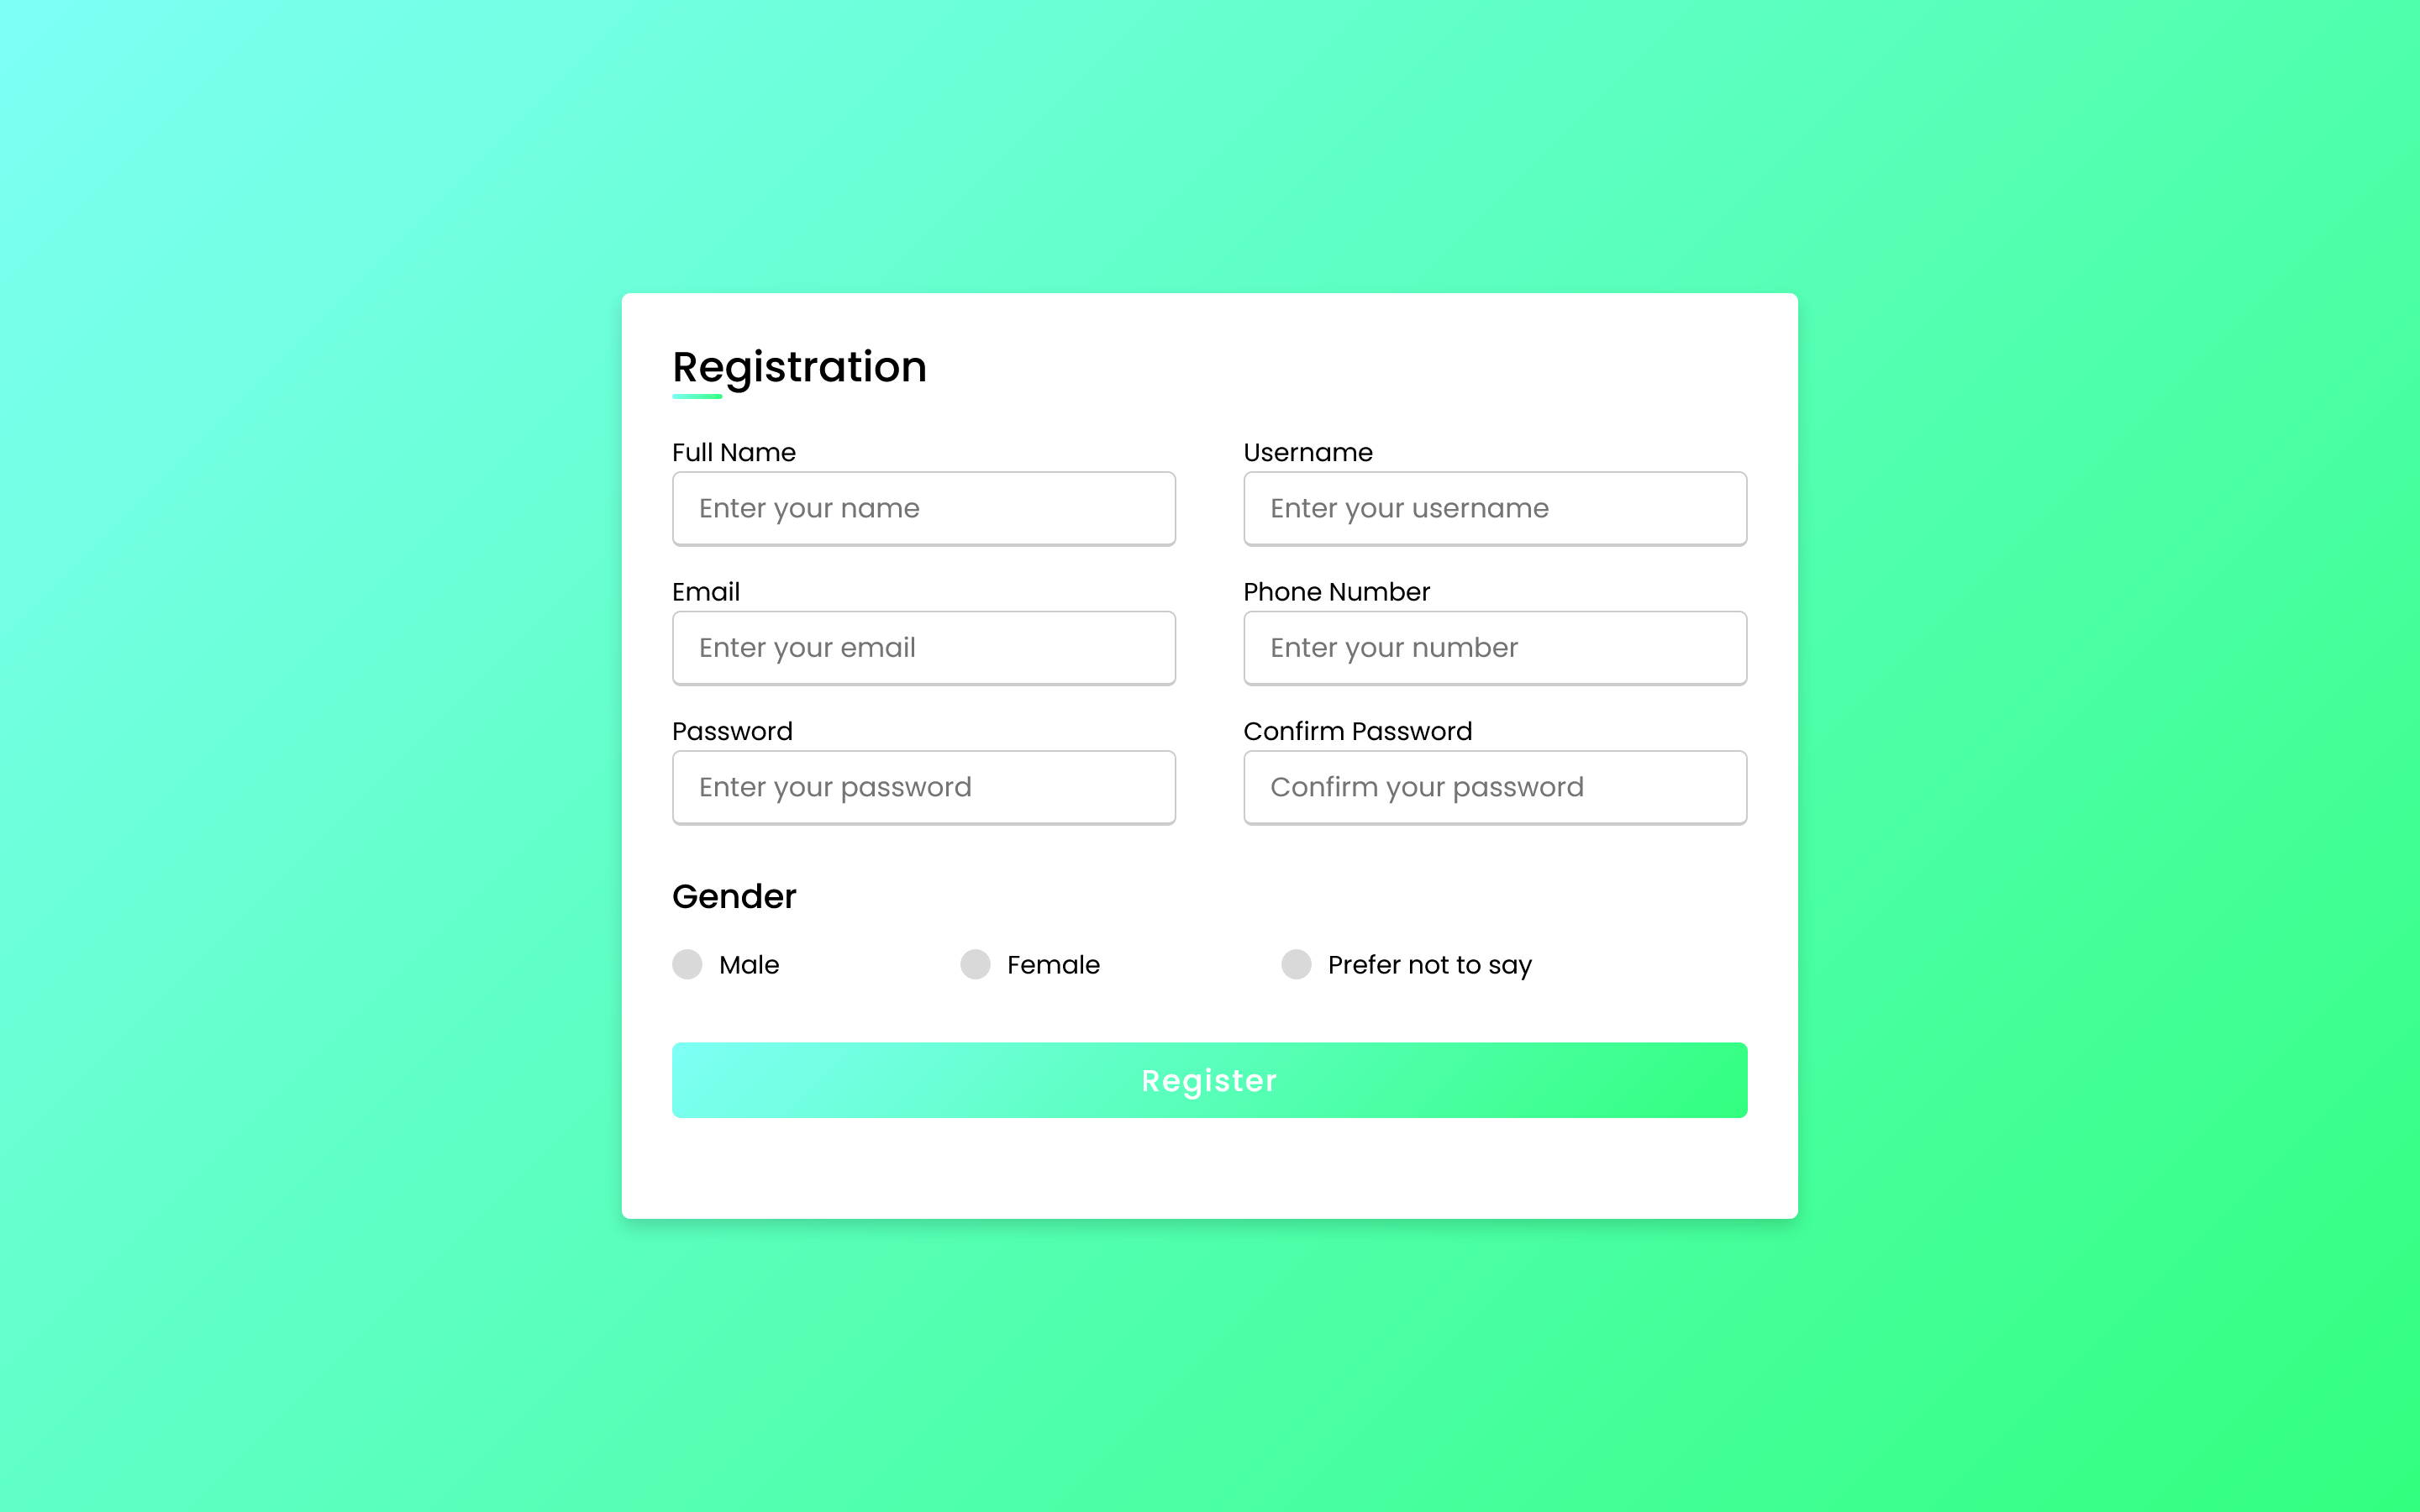 Registration
Full Name
Username
Enter your name
Enter your username
Email
Phone Number
Enter your email
Enter your number
Password
Confirm Password
Enter your password
Confirm your password
Gender
Male
Female
Prefer not to say
Register